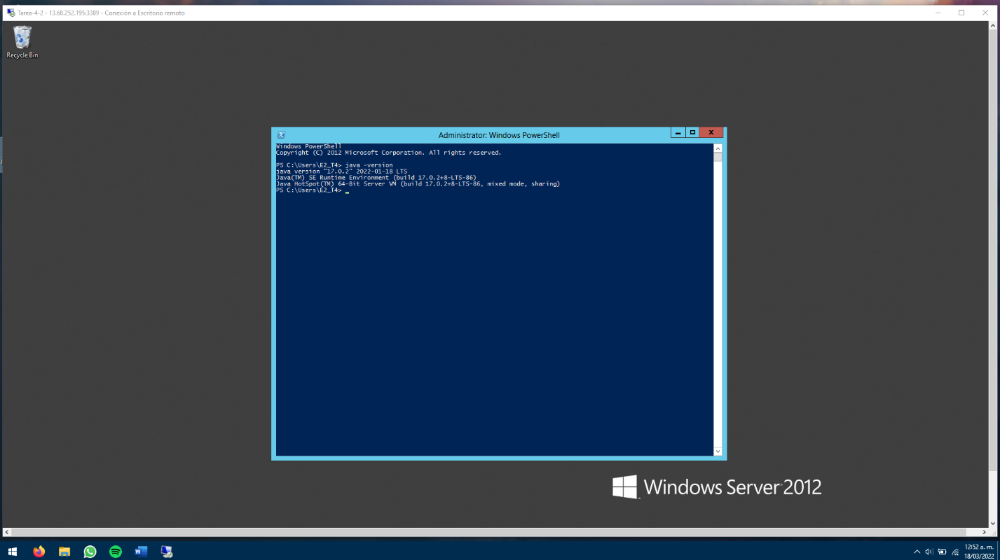 Tarea-4-2 - 13.68.252.195:3389 - Conexión a Escritorio remoto
Recycle Bin
Administrator: Windows PowerShell
Windows PowerShell
Copyright (C) 2012 Microsoft Corporation. All rights reserved.
PS C:\Users\E2_T4> java -version
java version "17.0.2" 2022-01-18 LTS
Java(TM) SE Runtime Environment (build 17.0.2+8-LTS-86)
Java HotSpot(TM) 64-Bit Server VM (build 17.0.2+8-LTS-86, mixed mode, sharing)
PS C:\Users\E2_T4> _
Windows Server 2012
12:52 a. m.
18/03/2022